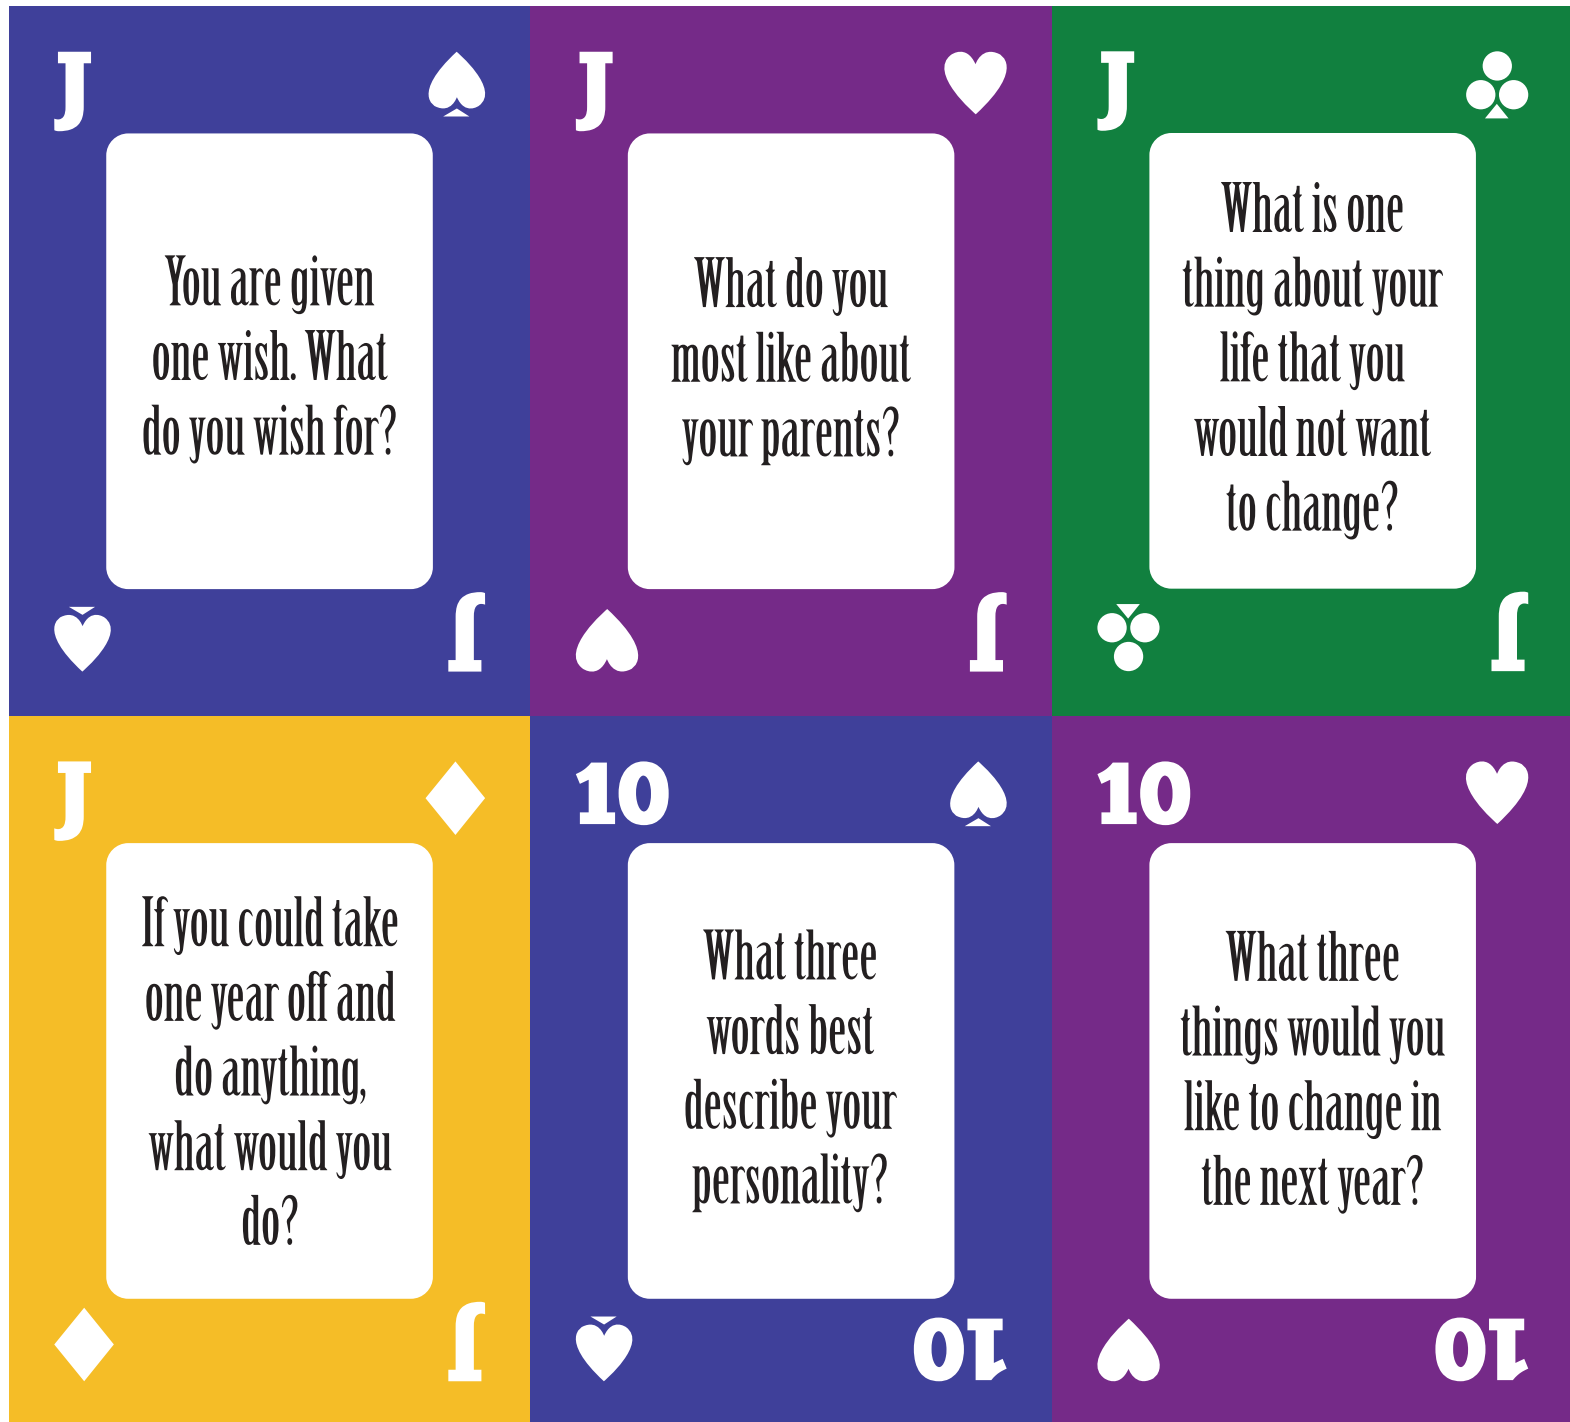 J
You are given
one wish. What
do you wish for?
J
J
What do you
most like about
your parents?
J
J
What is one
thing about your
life that you
would not want
to change?
J
J
If you could take
one year off and
do anything,
what would you
do?
J
10
What three
words best
describe your
personality?
10
10
What three
things would you
like to change in
the next year?
10